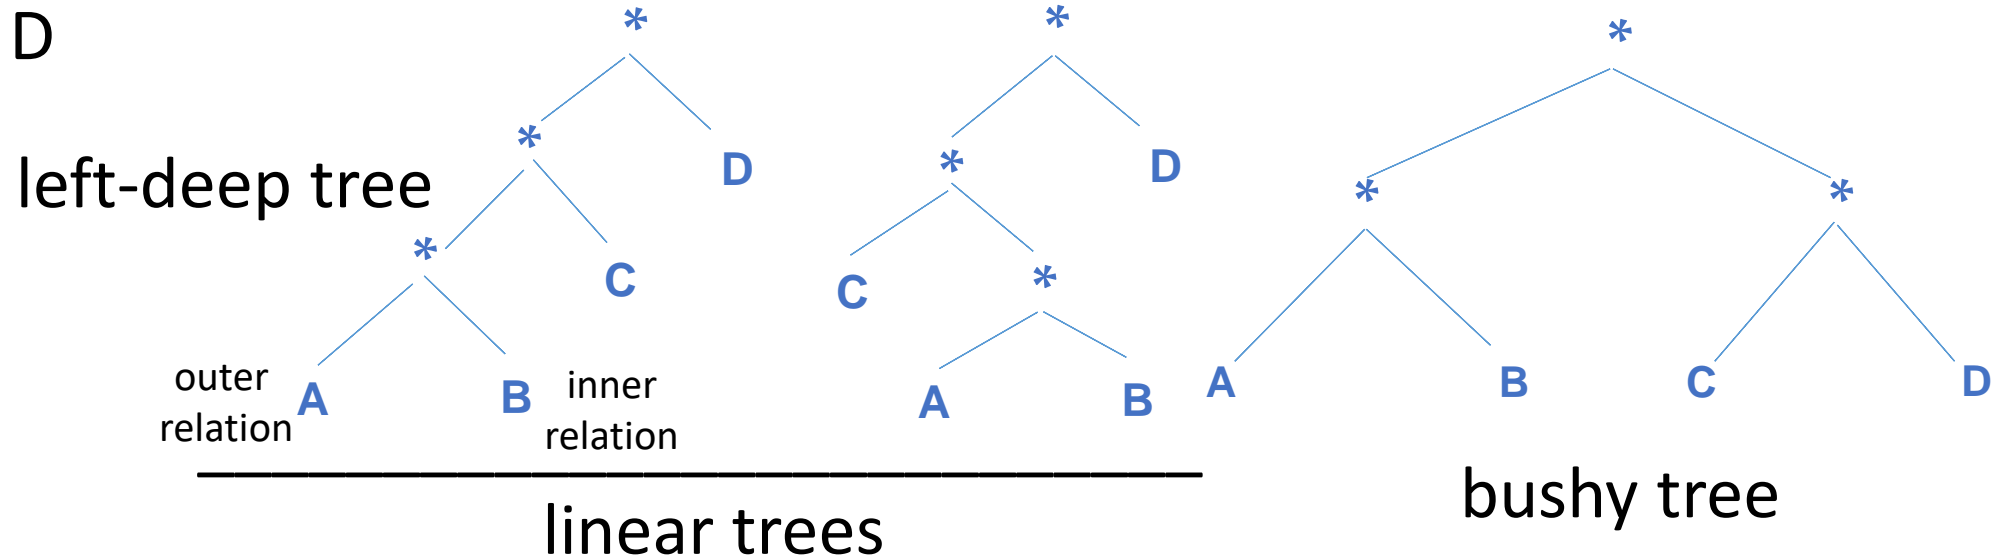 D
* * *
left-deep tree
* * * *
D D
* *
C C
outer relation
A B
inner relation
A B
A B C D
linear trees
bushy tree